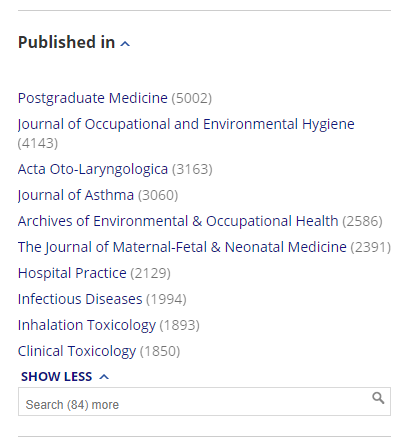 Published in
Postgraduate Medicine (5002)
Journal of Occupational and Environmental Hygiene
(4143)
Acta Oto-Laryngologica (3163)
Journal of Asthma (3060)
Archives of Environmental & Occupational Health (2586)
The Journal of Maternal-Fetal & Neonatal Medicine (2391)
Hospital Practice (2129)
Infectious Diseases (1994)
Inhalation Toxicology (1893)
Clinical Toxicology (1850)
SHOW LESS
Search (84) more